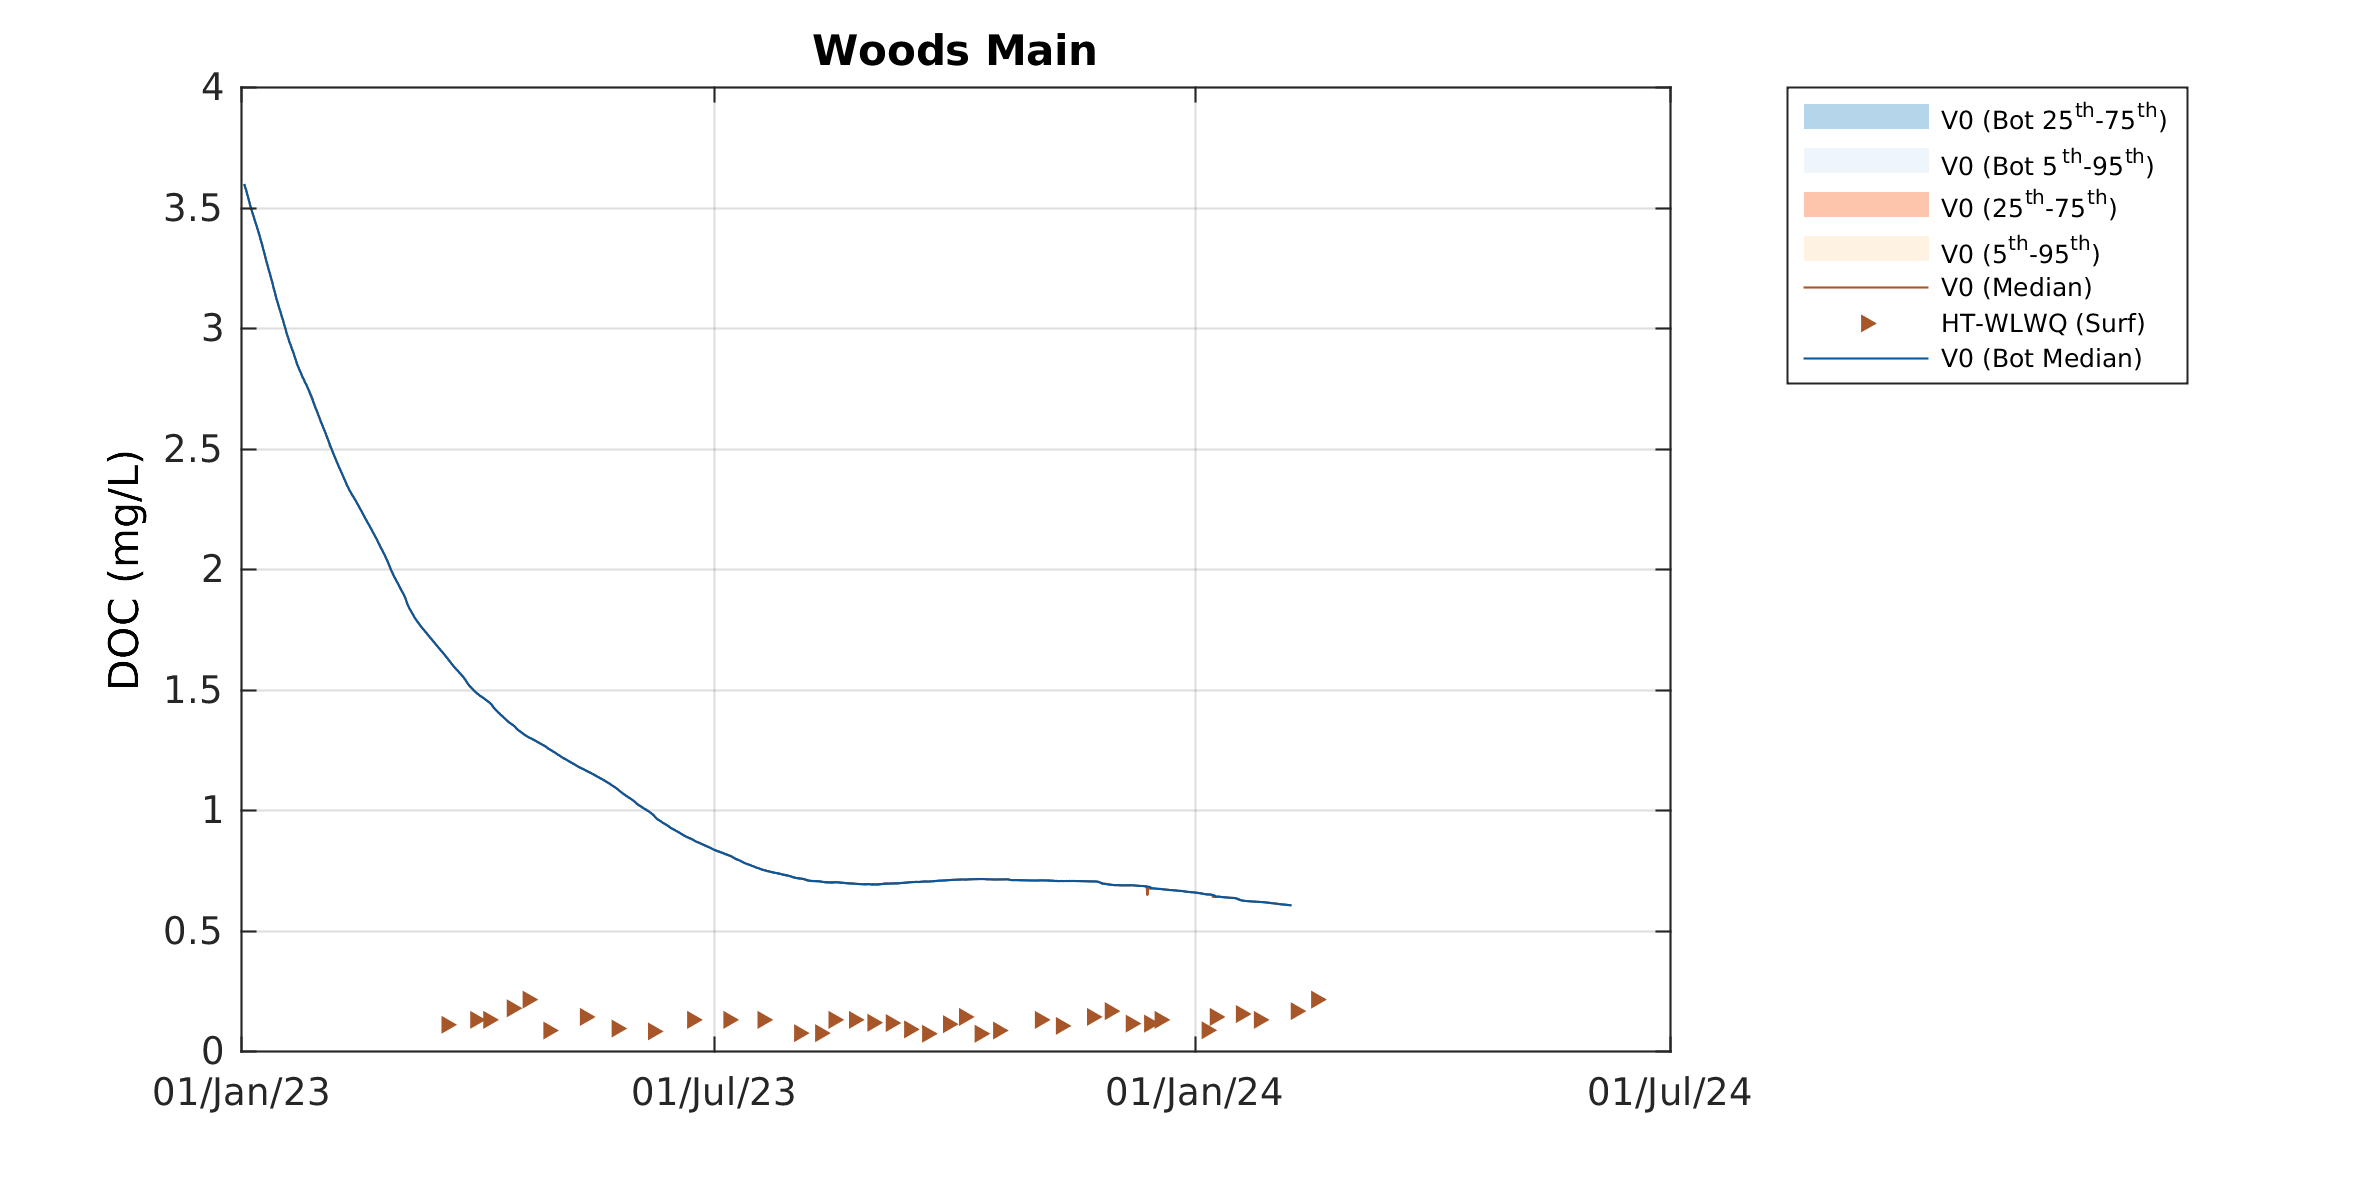 Woods Main
4
3.5
3
2.5
2
1.5
1
0.5
0
DOC (mg/L)
01/Jan/23
01/Jul/23
01/Jan/24
01/Jul/24
V0 (Bot 25th-75th)
V0 (Bot 5th-95th)
V0 (25th-75th)
V0 (5th-95th)
V0 (Median)
HT-WLWQ (Surf)
V0 (Bot Median)